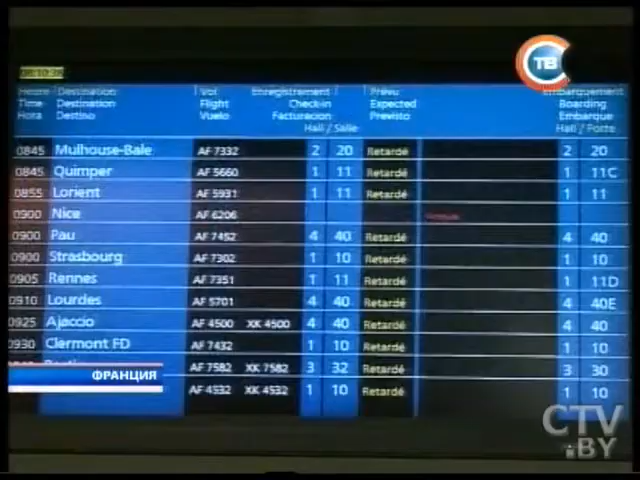 СТВ
Heure Destination Vol Enregistrement Prévu Embarquement
Time Destination Flight Check-in Expected Boarding
Hora Destino Vuelo Facturacion Previsto Embarque
Hall / Salle Hall / Porte
0845 Mulhouse-Bale AF 7332 2 20 Retardé 2 20
0845 Quimper AF 5660 1 11 Retardé 1 11C
0855 Lorient AF 5931 1 11 Retardé 1 11
0900 Nice AF 6206
0900 Pau AF 7452 4 40 Retardé 4 40
0900 Strasbourg AF 7302 1 10 Retardé 1 10
0905 Rennes AF 7351 1 11 Retardé 1 11D
0910 Lourdes AF 5701 4 40 Retardé 4 40E
0925 Ajaccio AF 4500 XK 4500 4 40 Retardé 4 40
0930 Clermont FD AF 7432 1 10 Retardé 1 10
AF 7582 XK 7582 3 32 Retardé 3 30
ФРАНЦИЯ
AF 4532 XK 4532 1 10 Retardé 1 10
CTV
.BY